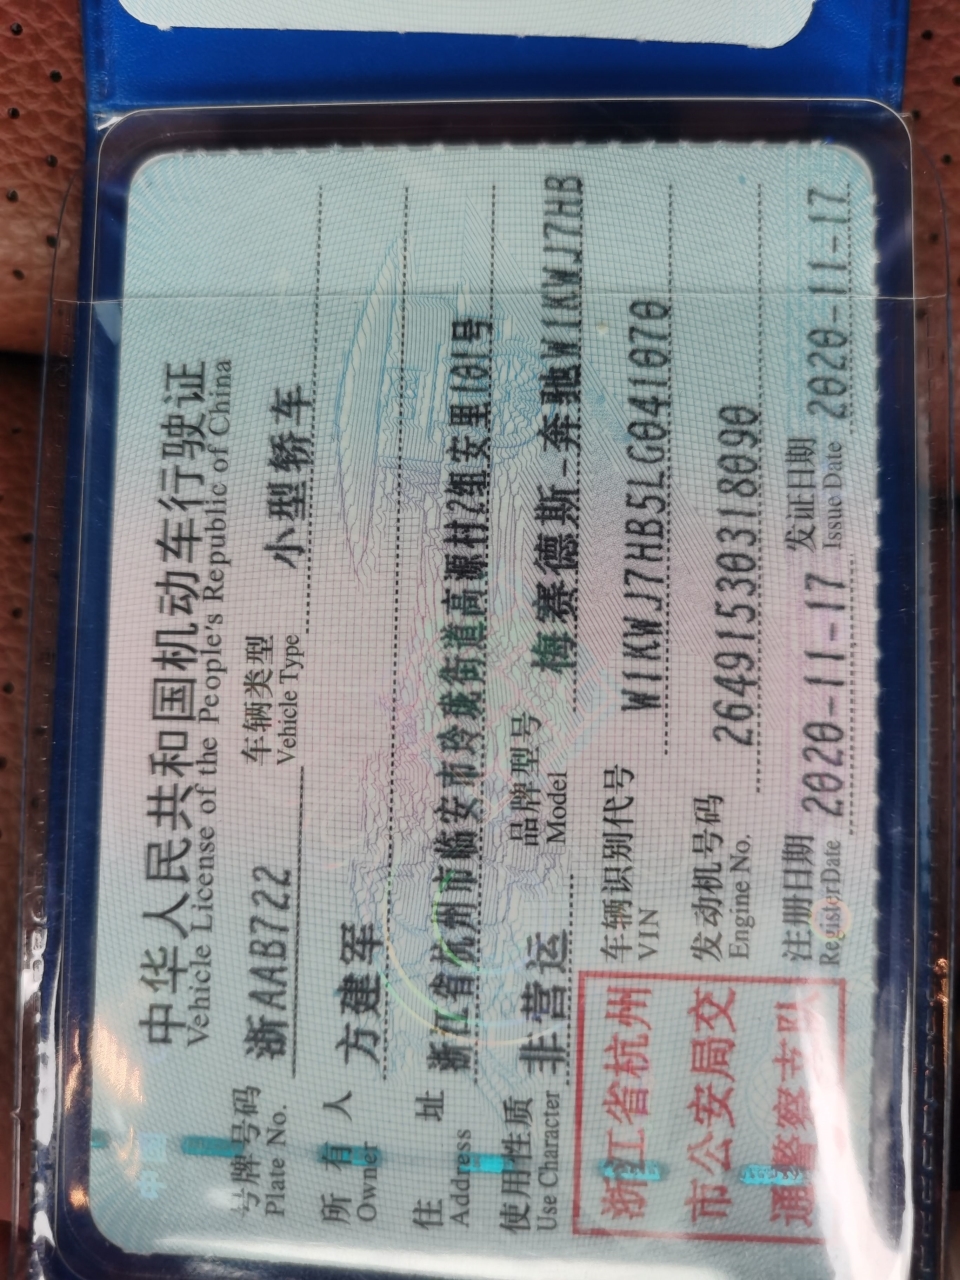 中华人民共和国机动车行驶证
Vehicle License of the People's Republic of China
号牌号码 浙AAB722 车辆类型 小型轿车
Plate No. Vehicle Type
所有人 方建军
Owner
住址 浙江省杭州市临安市玲珑街道高源村2组安里101号
Address
使用性质 非营运 品牌型号 梅赛德斯-奔驰W1KWJ7HB
Use Character Model
浙江省杭州
市公安局交
通警察支队
车辆识别代号 W1KWJ7HB5LG041070
VIN
发动机号码 26491530318090
Engine No.
注册日期 2020-11-17 发证日期 2020-11-17
Register Date Issue Date